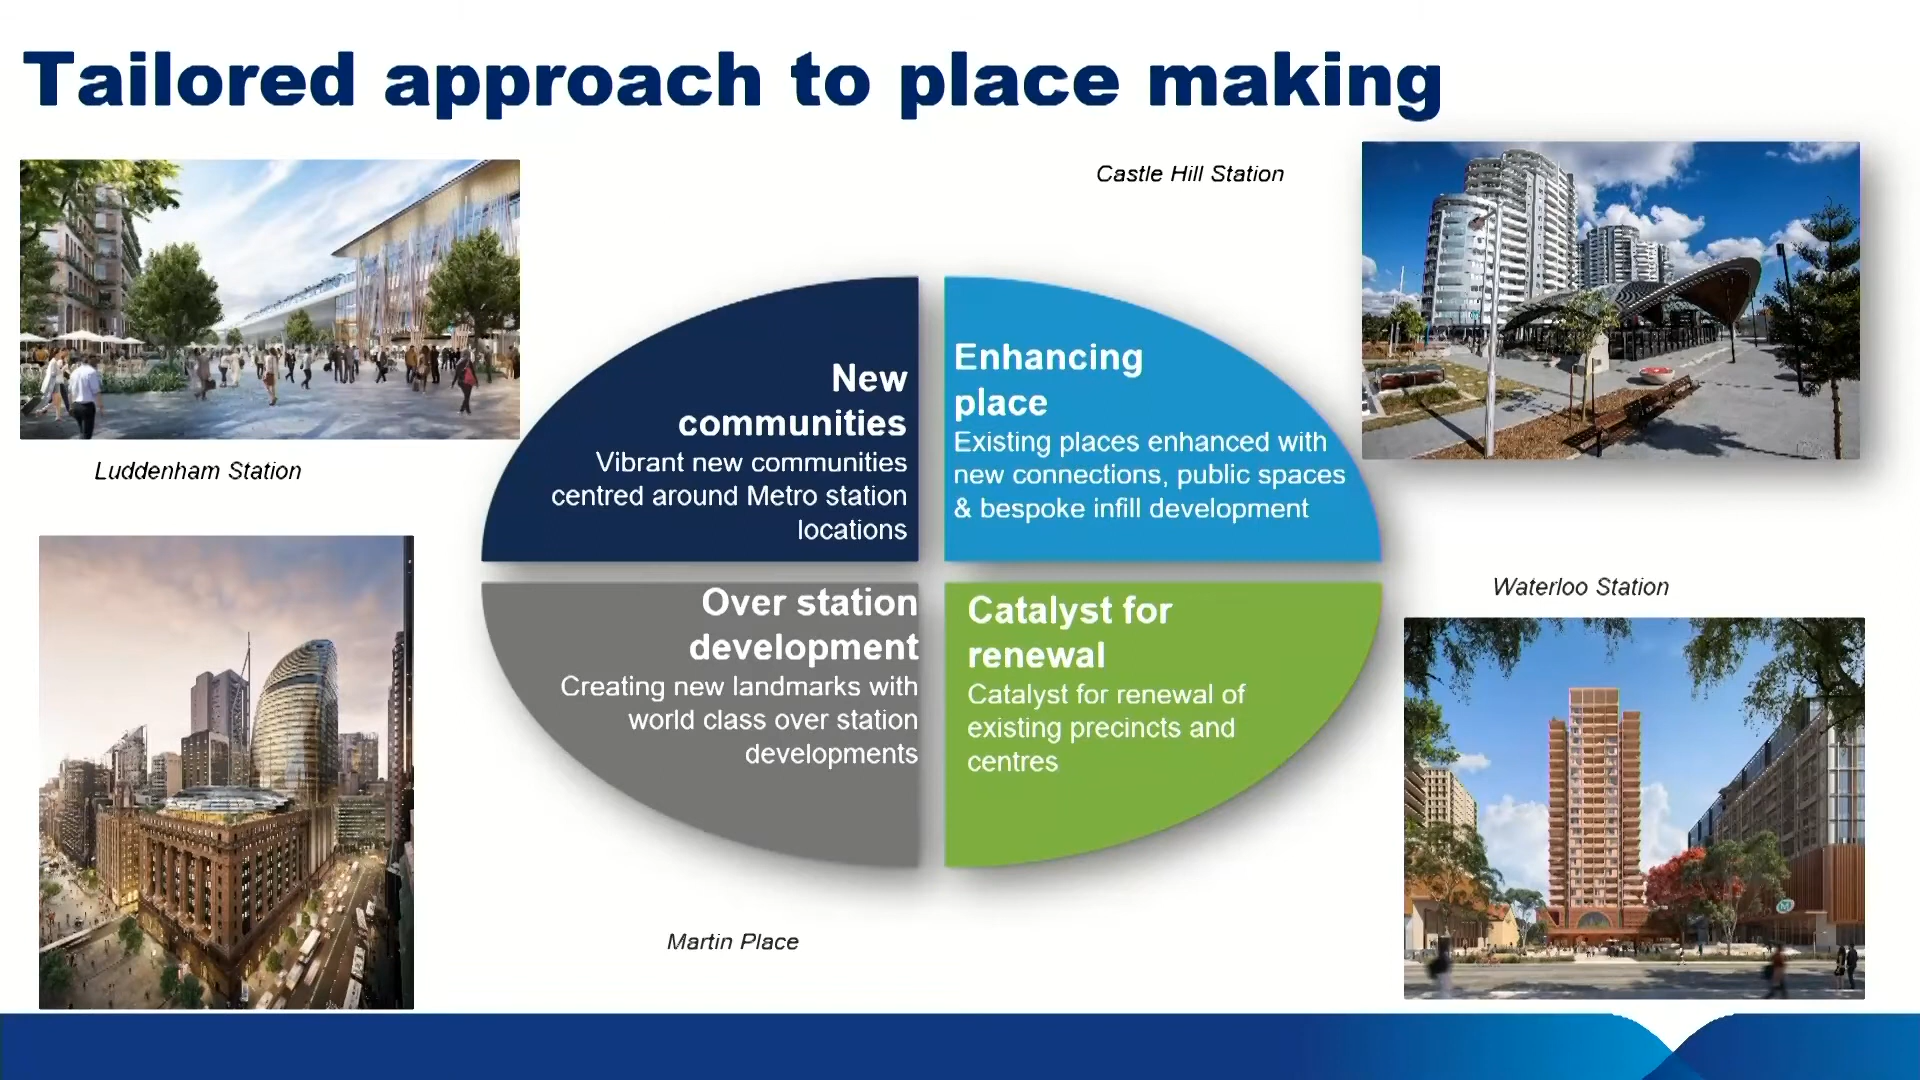 Tailored approach to place making
Castle Hill Station
Luddenham Station
New
communities
Vibrant new communities
centred around Metro station
locations
Enhancing
place
Existing places enhanced with
new connections, public spaces
& bespoke infill development
Over station
development
Creating new landmarks with
world class over station
developments
Catalyst for
renewal
Catalyst for renewal of
existing precincts and
centres
Waterloo Station
M
Martin Place